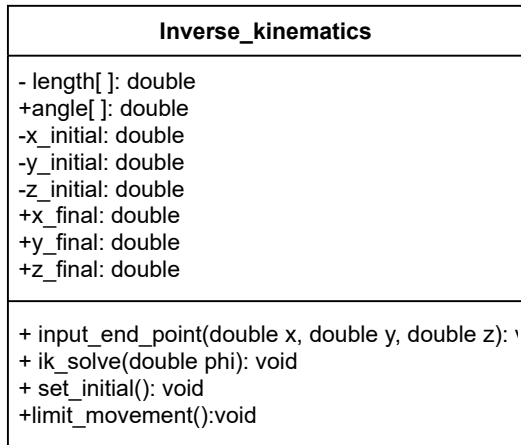 Inverse_kinematics
- length[ ]: double
+angle[ ]: double
-x_initial: double
-y_initial: double
-z_initial: double
+x_final: double
+y_final: double
+z_final: double
+ input_end_point(double x, double y, double z):
+ ik_solve(double phi): void
+ set_initial(): void
+limit_movement():void